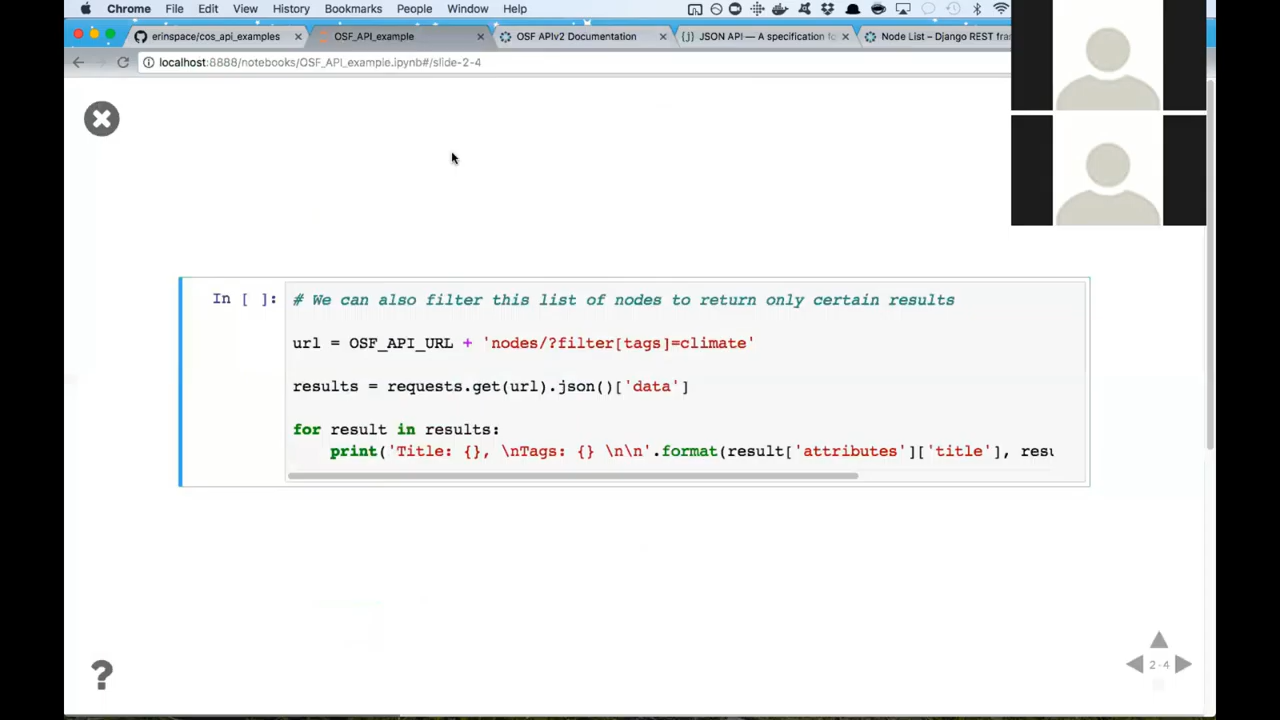 Chrome File Edit View History Bookmarks People Window Help
erinspace/cos_api_examples OSF_API_example OSF APIv2 Documentation {} JSON API — A specification fo Node List – Django REST fram
localhost:8888/notebooks/OSF_API_example.ipynb#/slide-2-4
In [ ]: # We can also filter this list of nodes to return only certain results
url = OSF_API_URL + 'nodes/?filter[tags]=climate'
results = requests.get(url).json()['data']
for result in results:
print('Title: {}, \nTags: {} \n\n'.format(result['attributes']['title'], resu
?
2-4